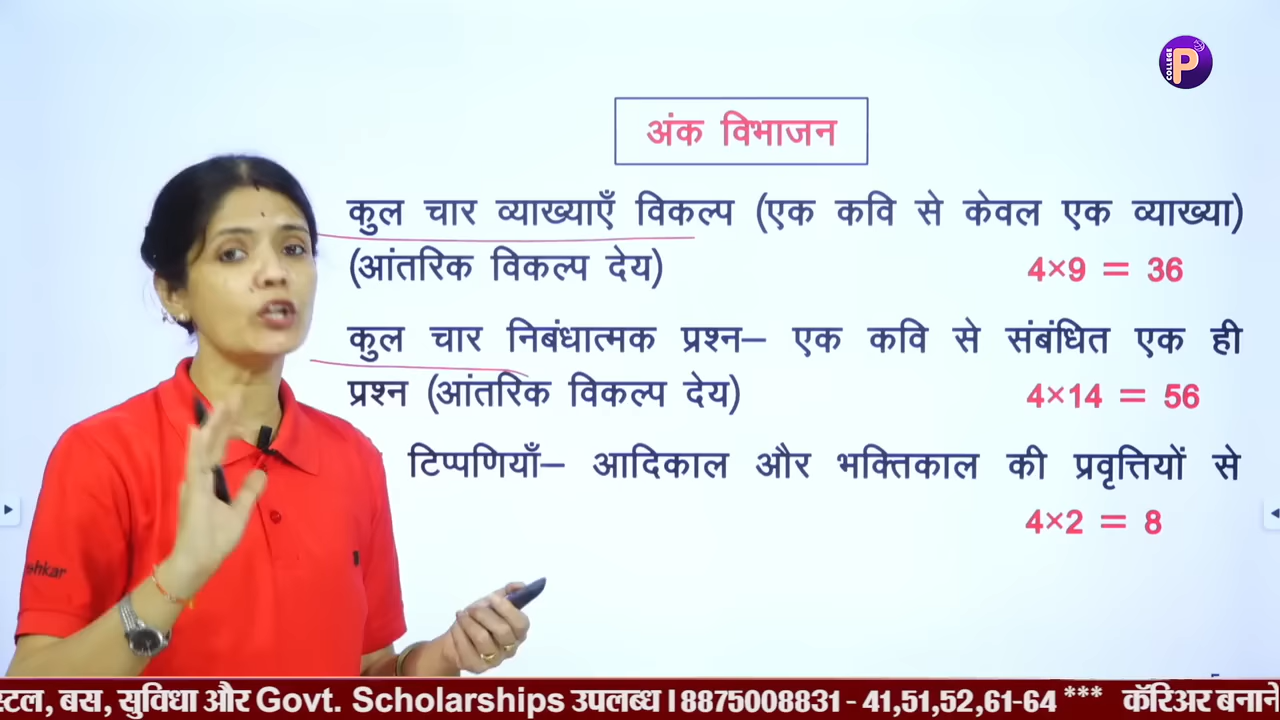 COLLEGE P
अंक विभाजन
कुल चार व्याख्याएँ विकल्प (एक कवि से केवल एक व्याख्या)
(आंतरिक विकल्प देय) 4×9 = 36
कुल चार निबंधात्मक प्रश्न– एक कवि से संबंधित एक ही
प्रश्न (आंतरिक विकल्प देय) 4×14 = 56
टिप्पणियाँ– आदिकाल और भक्तिकाल की प्रवृत्तियों से
4×2 = 8
बस, सुविधा और Govt. Scholarships उपलब्ध । 8875008831 - 41,51,52,61-64 *** कॅरिअर बनाने